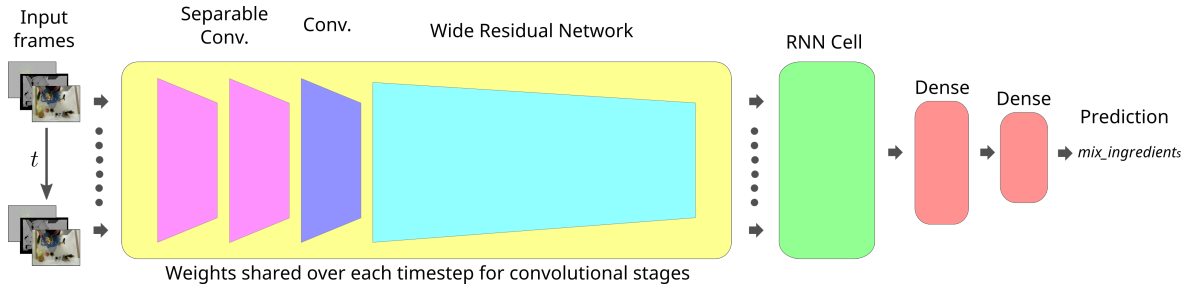 Input
frames
Separable
Conv.
Conv.
Wide Residual Network
RNN Cell
Dense
Dense
Prediction
t
mix_ingredients
Weights shared over each timestep for convolutional stages